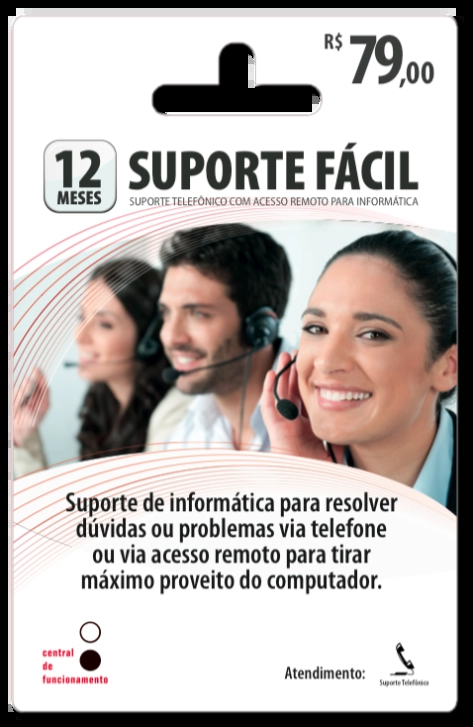 R$ 79,00
12
MESES
SUPORTE FÁCIL
SUPORTE TELEFÔNICO COM ACESSO REMOTO PARA INFORMÁTICA
Suporte de informática para resolver
dúvidas ou problemas via telefone
ou via acesso remoto para tirar
máximo proveito do computador.
central
de
funcionamento
Atendimento:
Suporte Telefônico